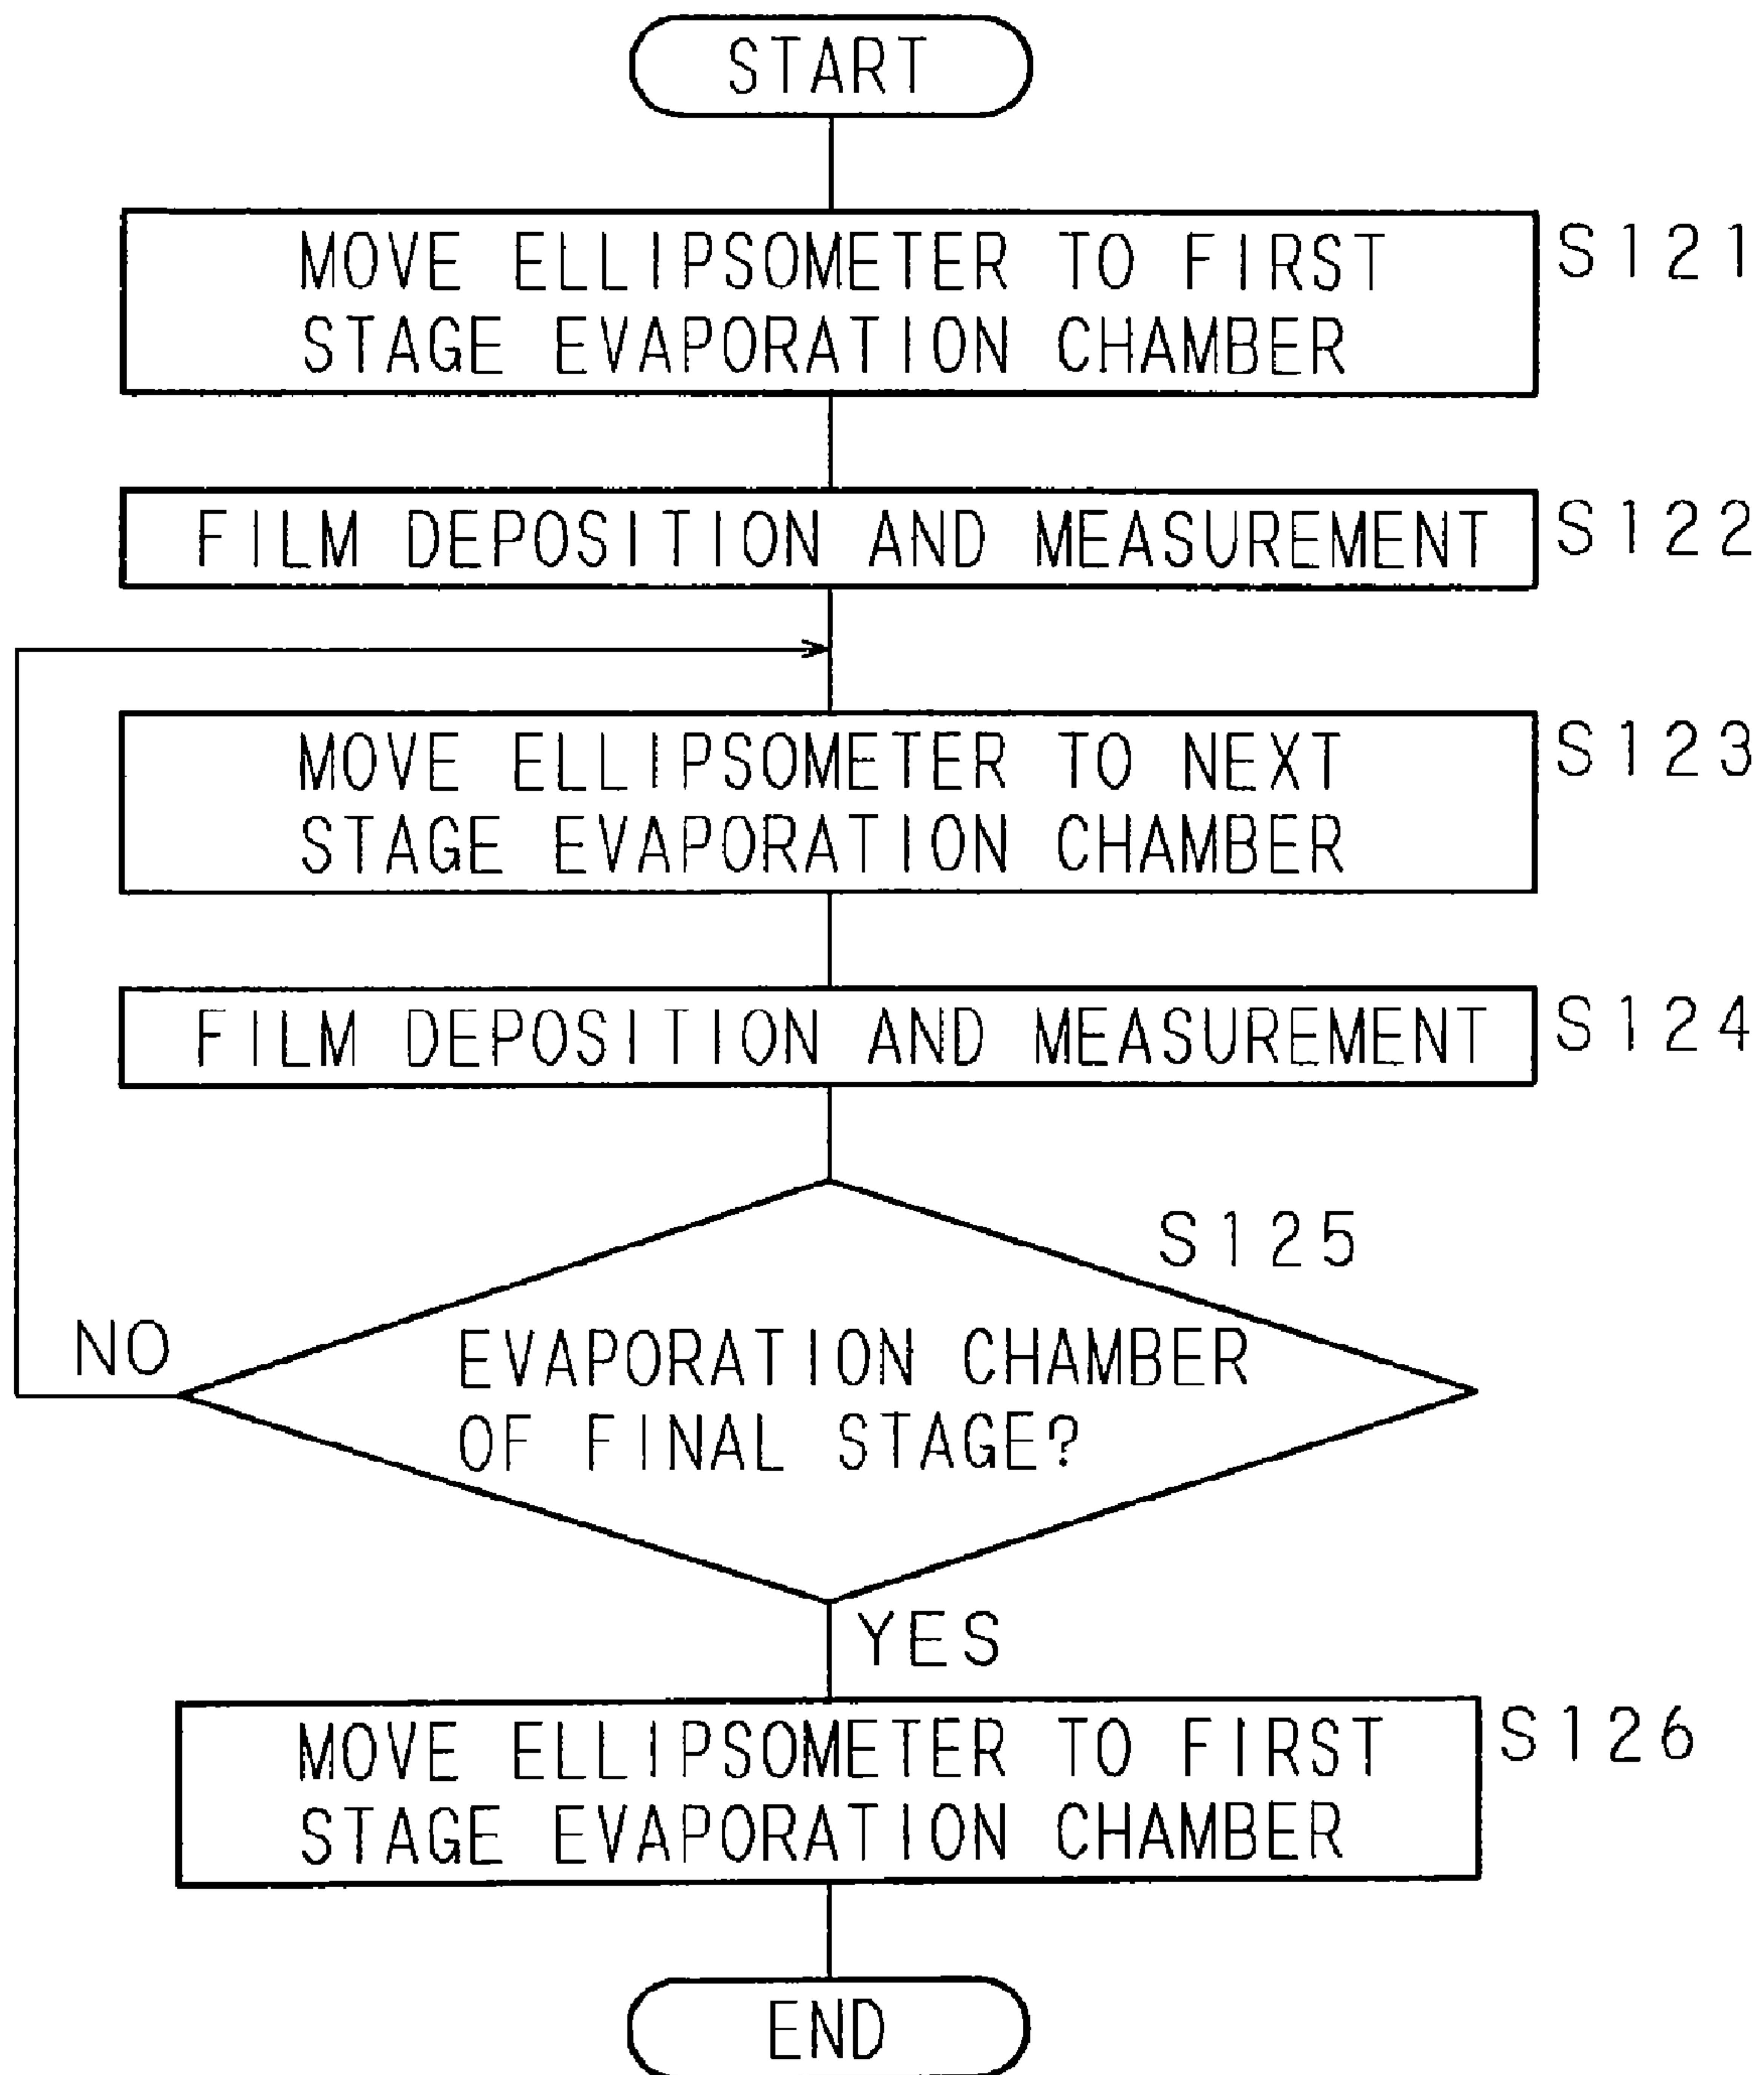 START
MOVE ELLIPSOMETER TO FIRST
STAGE EVAPORATION CHAMBER
S121
FILM DEPOSITION AND MEASUREMENT
S122
MOVE ELLIPSOMETER TO NEXT
STAGE EVAPORATION CHAMBER
S123
FILM DEPOSITION AND MEASUREMENT
S124
S125
EVAPORATION CHAMBER
OF FINAL STAGE?
NO
YES
MOVE ELLIPSOMETER TO FIRST
STAGE EVAPORATION CHAMBER
S126
END